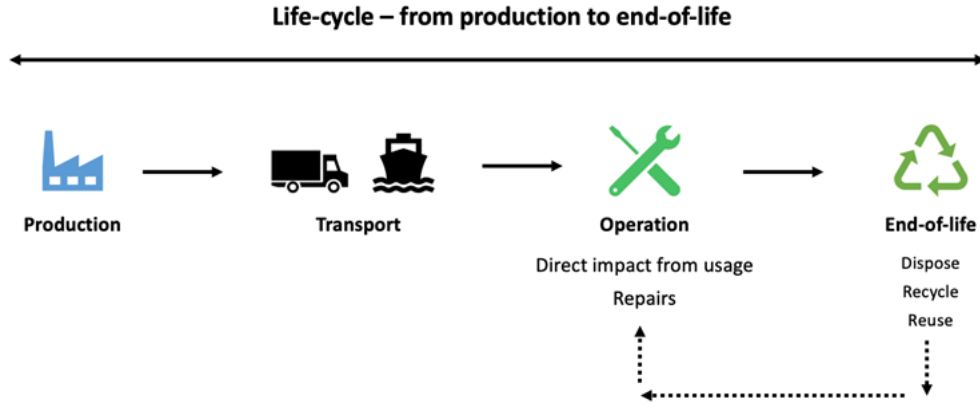 Life-cycle – from production to end-of-life
Production
Transport
Operation
End-of-life
Direct impact from usage
Repairs
Dispose
Recycle
Reuse